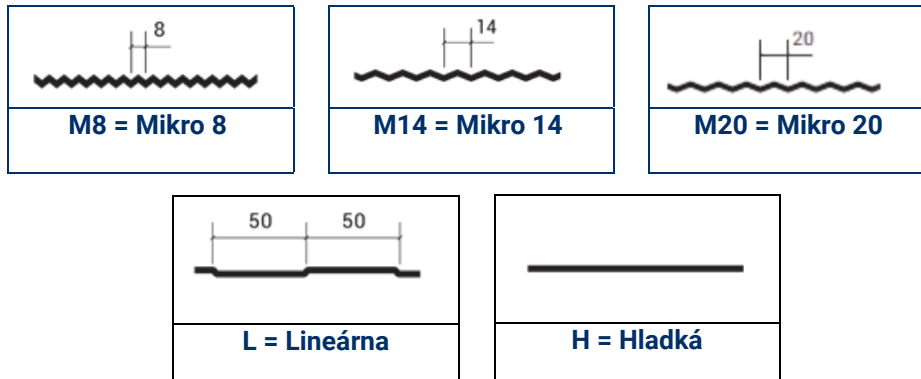 8
14
20
M8 = Mikro 8
M14 = Mikro 14
M20 = Mikro 20
50 50
L = Lineárna
H = Hladká